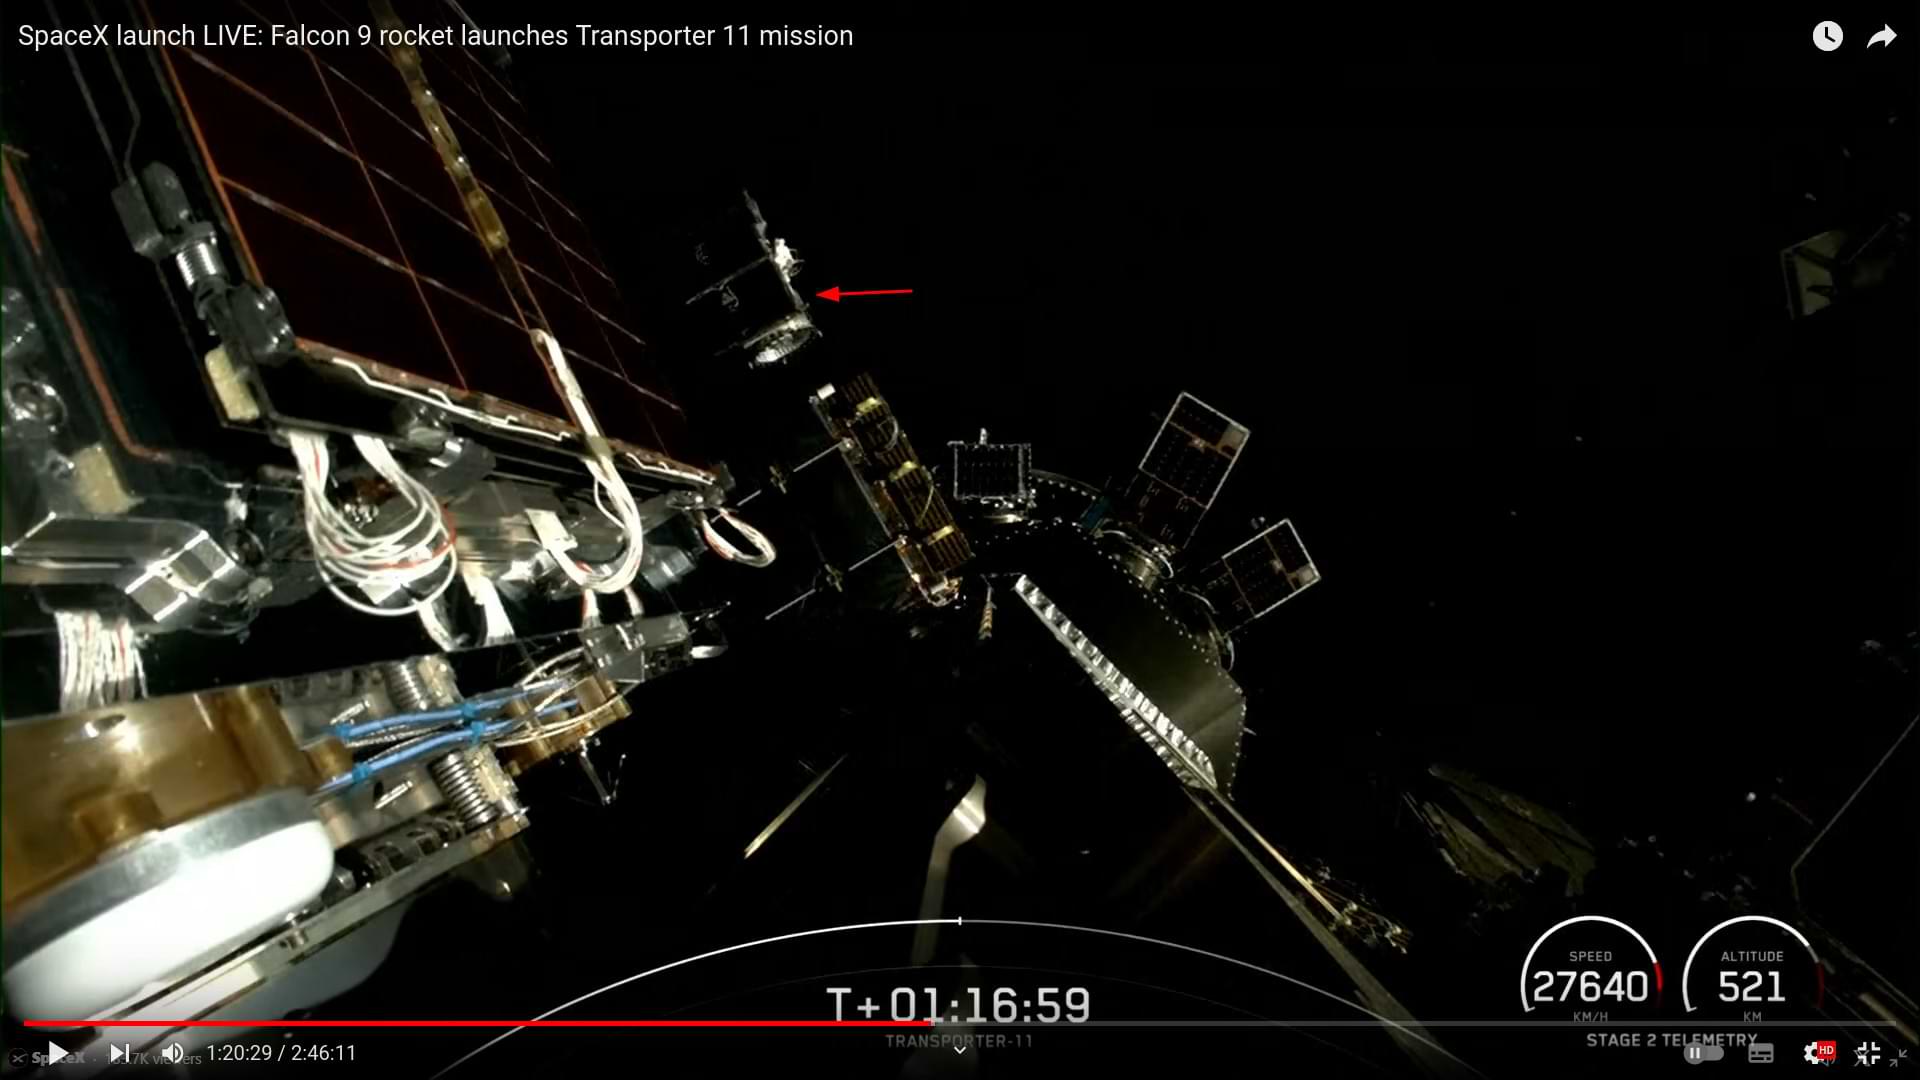 SpaceX launch LIVE: Falcon 9 rocket launches Transporter 11 mission
SPEED
27640
KM/H
ALTITUDE
521
KM
STAGE 2 TELEMETRY
T+01:16:59
TRANSPORTER-11
1:20:29 / 2:46:11
HD